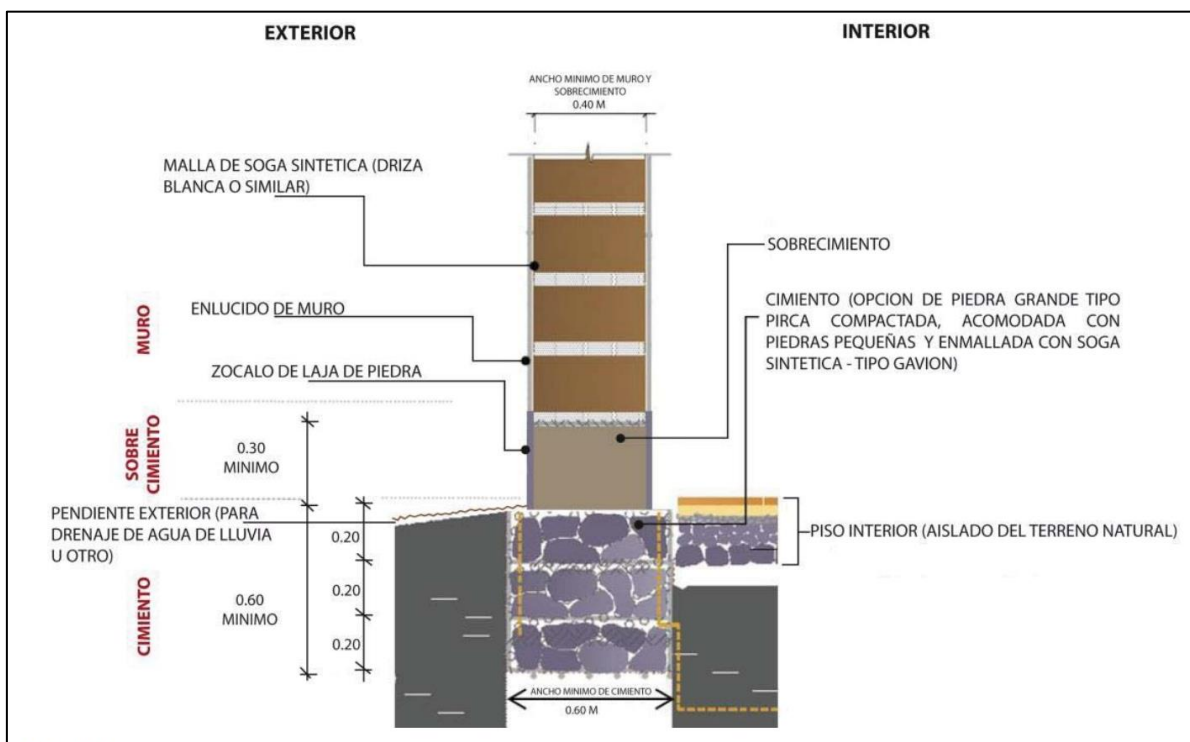 EXTERIOR
INTERIOR
ANCHO MINIMO DE MURO Y
SOBRECIMIENTO
0.40 M
MALLA DE SOGA SINTETICA (DRIZA
BLANCA O SIMILAR)
SOBRECIMIENTO
CIMIENTO (OPCION DE PIEDRA GRANDE TIPO
PIRCA COMPACTADA, ACOMODADA CON
PIEDRAS PEQUEÑAS Y ENMALLADA CON SOGA
SINTETICA - TIPO GAVION)
MURO
ENLUCIDO DE MURO
ZOCALO DE LAJA DE PIEDRA
SOBRE
CIMIENTO
0.30
MINIMO
PENDIENTE EXTERIOR (PARA
DRENAJE DE AGUA DE LLUVIA
U OTRO)
PISO INTERIOR (AISLADO DEL TERRENO NATURAL)
CIMIENTO
0.60
MINIMO
0.20
0.20
0.20
ANCHO MINIMO DE CIMIENTO
0.60 M